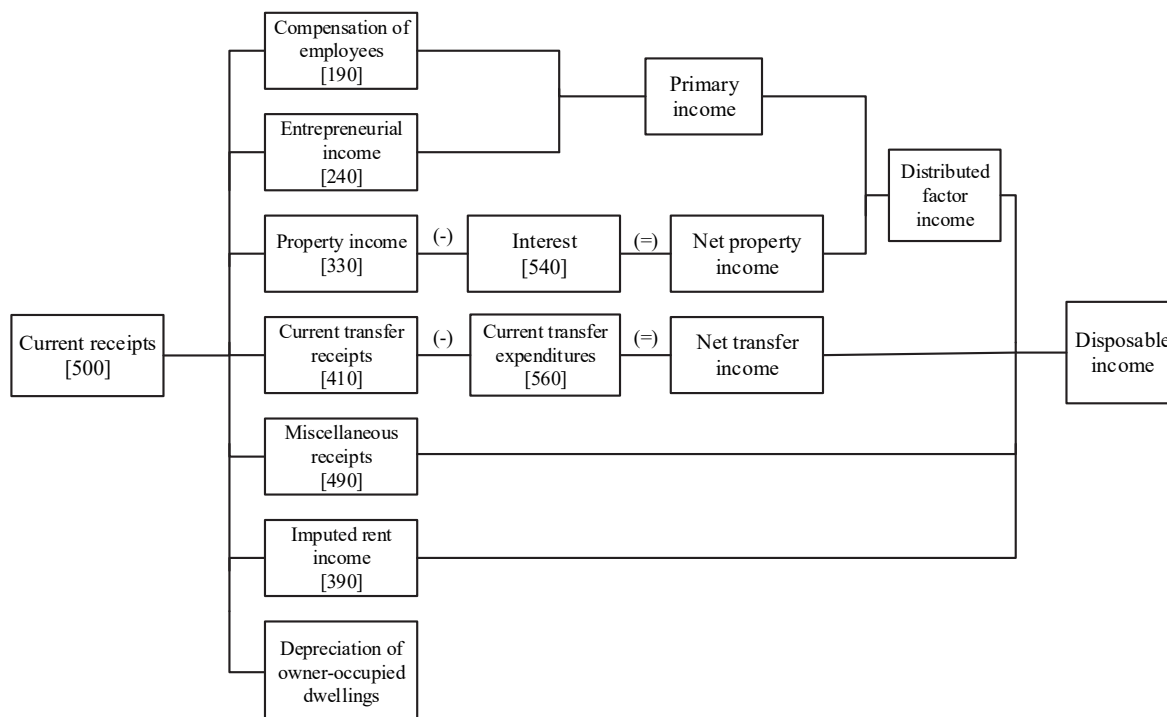 Compensation of
employees
[190]
Primary
income
Entrepreneurial
income
[240]
Distributed
factor
income
Property income
[330]
(-)
Interest
[540]
(=)
Net property
income
Current receipts
[500]
Current transfer
receipts
[410]
(-)
Current transfer
expenditures
[560]
(=)
Net transfer
income
Disposable
income
Miscellaneous
receipts
[490]
Imputed rent
income
[390]
Depreciation of
owner-occupied
dwellings